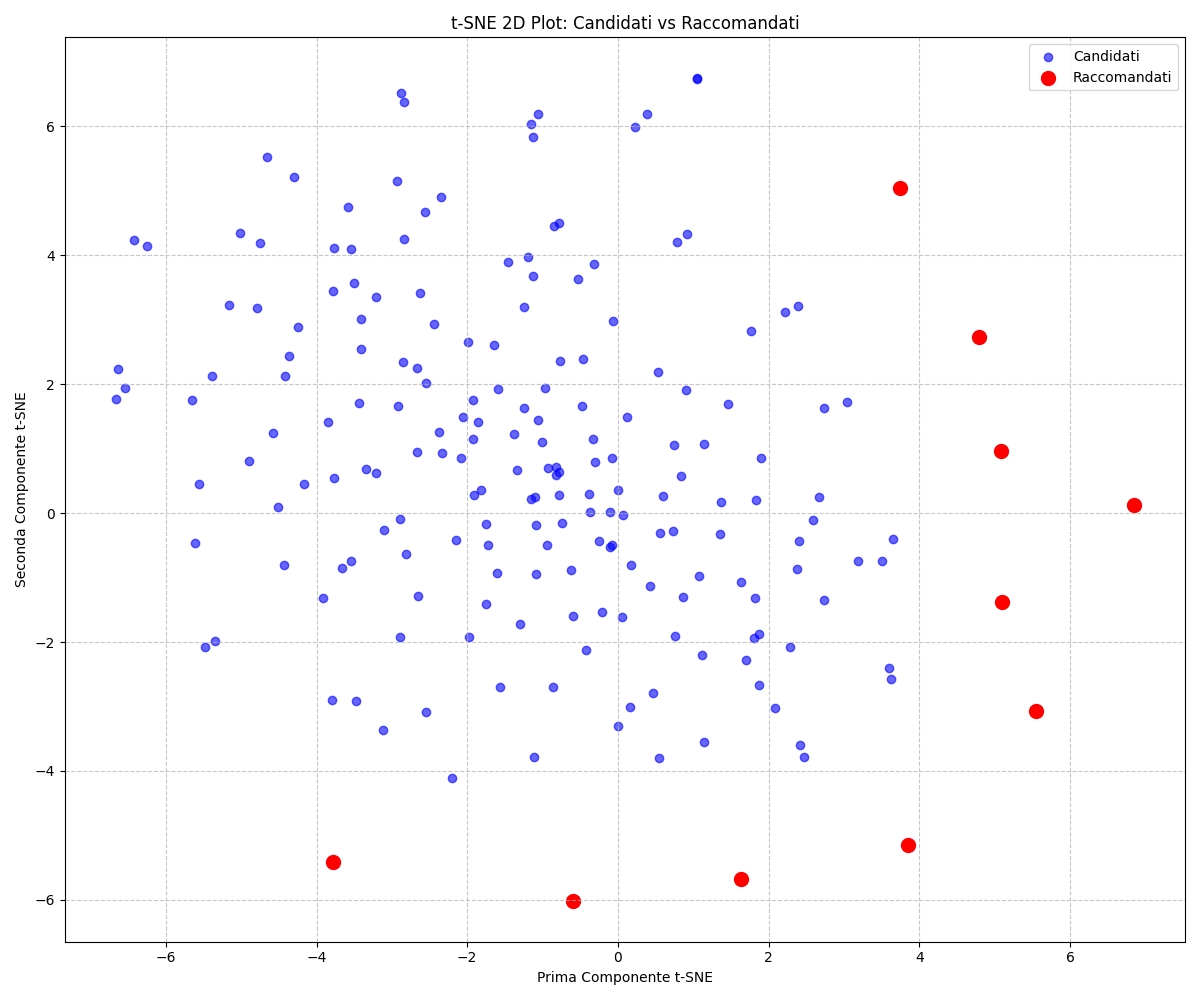 t-SNE 2D Plot: Candidati vs Raccomandati
Candidati
Raccomandati
6
4
2
0
−2
−4
−6
Seconda Componente t-SNE
−6 −4 −2 0 2 4 6
Prima Componente t-SNE